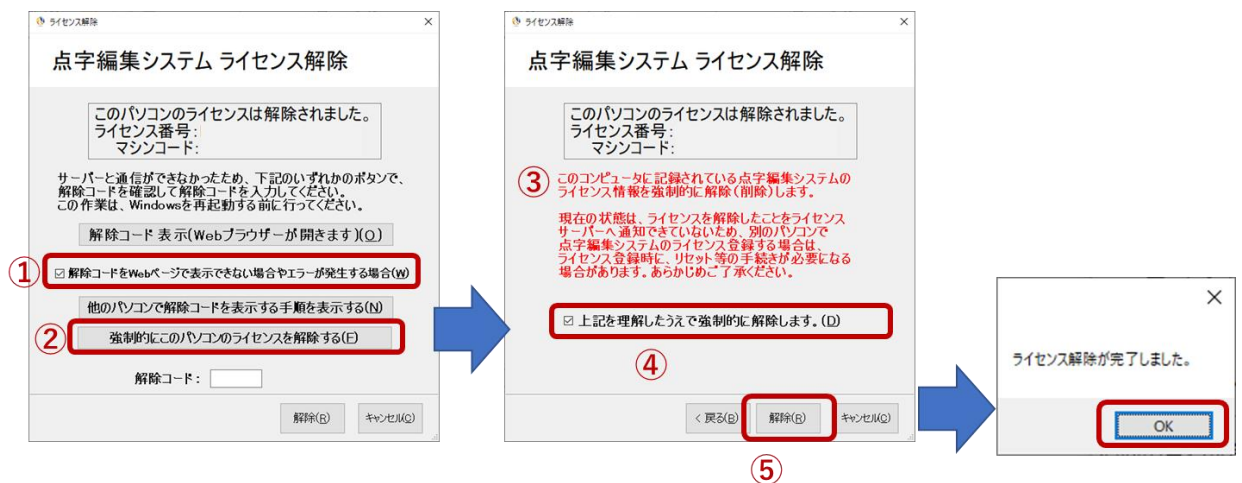 ライセンス解除
点字編集システム ライセンス解除
このパソコンのライセンスは解除されました。
ライセンス番号:
マシンコード:
サーバーと通信ができなかったため、下記のいずれかのボタンで、
解除コードを確認して解除コードを入力してください。
この作業は、Windowsを再起動する前に行ってください。
解除コード 表示(Webブラウザーが開きます)(O)
①
解除コードをWebページで表示できない場合やエラーが発生する場合(W)
他のパソコンで解除コードを表示する手順を表示する(N)
②
強制的にこのパソコンのライセンスを解除する(F)
解除コード:
解除(R)
キャンセル(C)
ライセンス解除
点字編集システム ライセンス解除
このパソコンのライセンスは解除されました。
ライセンス番号:
マシンコード:
③
このコンピュータに記録されている点字編集システムの
ライセンス情報を強制的に解除(削除)します。
現在の状態は、ライセンスを解除したことをライセンス
サーバーへ通知できていないため、別のパソコンで
点字編集システムのライセンス登録する場合は、
ライセンス登録時に、リセット等の手続きが必要になる
場合があります。あらかじめご了承ください。
上記を理解したうえで強制的に解除します。(D)
④
< 戻る(B)
解除(R)
キャンセル(C)
⑤
ライセンス解除が完了しました。
OK